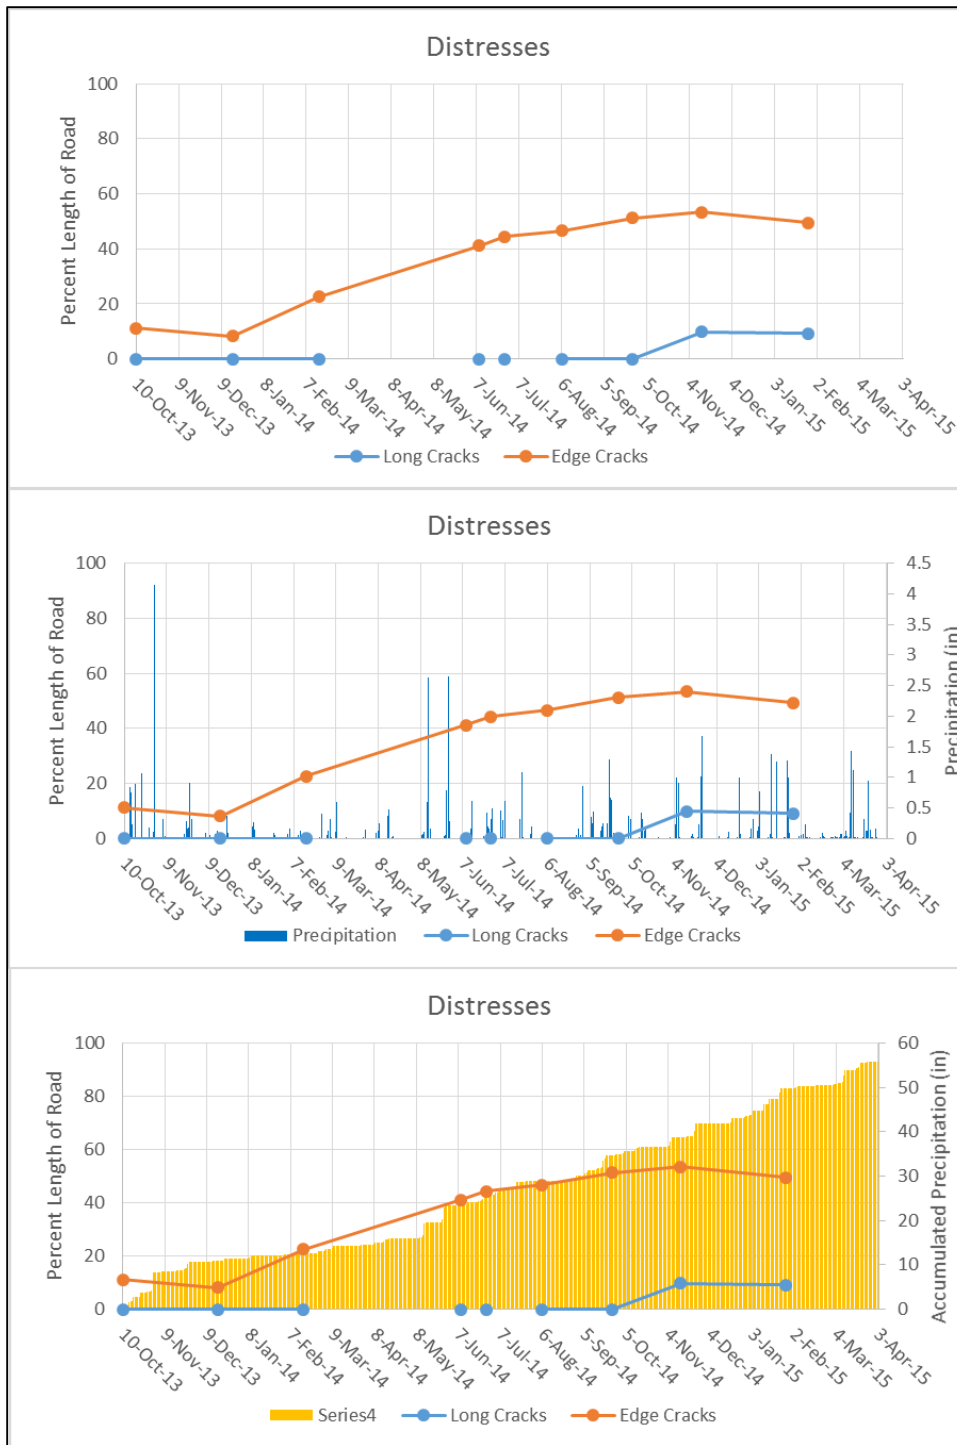 Distresses
Percent Length of Road
100
80
60
40
20
0
10-Oct-13
9-Nov-13
9-Dec-13
8-Jan-14
7-Feb-14
9-Mar-14
8-Apr-14
8-May-14
7-Jun-14
7-Jul-14
6-Aug-14
5-Sep-14
5-Oct-14
4-Nov-14
4-Dec-14
3-Jan-15
2-Feb-15
4-Mar-15
3-Apr-15
Long Cracks Edge Cracks
Distresses
Percent Length of Road
100
80
60
40
20
0
4.5
4
3.5
3
2.5
2
1.5
1
0.5
0
Precipitation (in)
10-Oct-13
9-Nov-13
9-Dec-13
8-Jan-14
7-Feb-14
9-Mar-14
8-Apr-14
8-May-14
7-Jun-14
7-Jul-14
6-Aug-14
5-Sep-14
5-Oct-14
4-Nov-14
4-Dec-14
3-Jan-15
2-Feb-15
4-Mar-15
3-Apr-15
Precipitation Long Cracks Edge Cracks
Distresses
Percent Length of Road
100
80
60
40
20
0
60
50
40
30
20
10
0
Accumulated Precipitation (in)
10-Oct-13
9-Nov-13
9-Dec-13
8-Jan-14
7-Feb-14
9-Mar-14
8-Apr-14
8-May-14
7-Jun-14
7-Jul-14
6-Aug-14
5-Sep-14
5-Oct-14
4-Nov-14
4-Dec-14
3-Jan-15
2-Feb-15
4-Mar-15
3-Apr-15
Series4 Long Cracks Edge Cracks